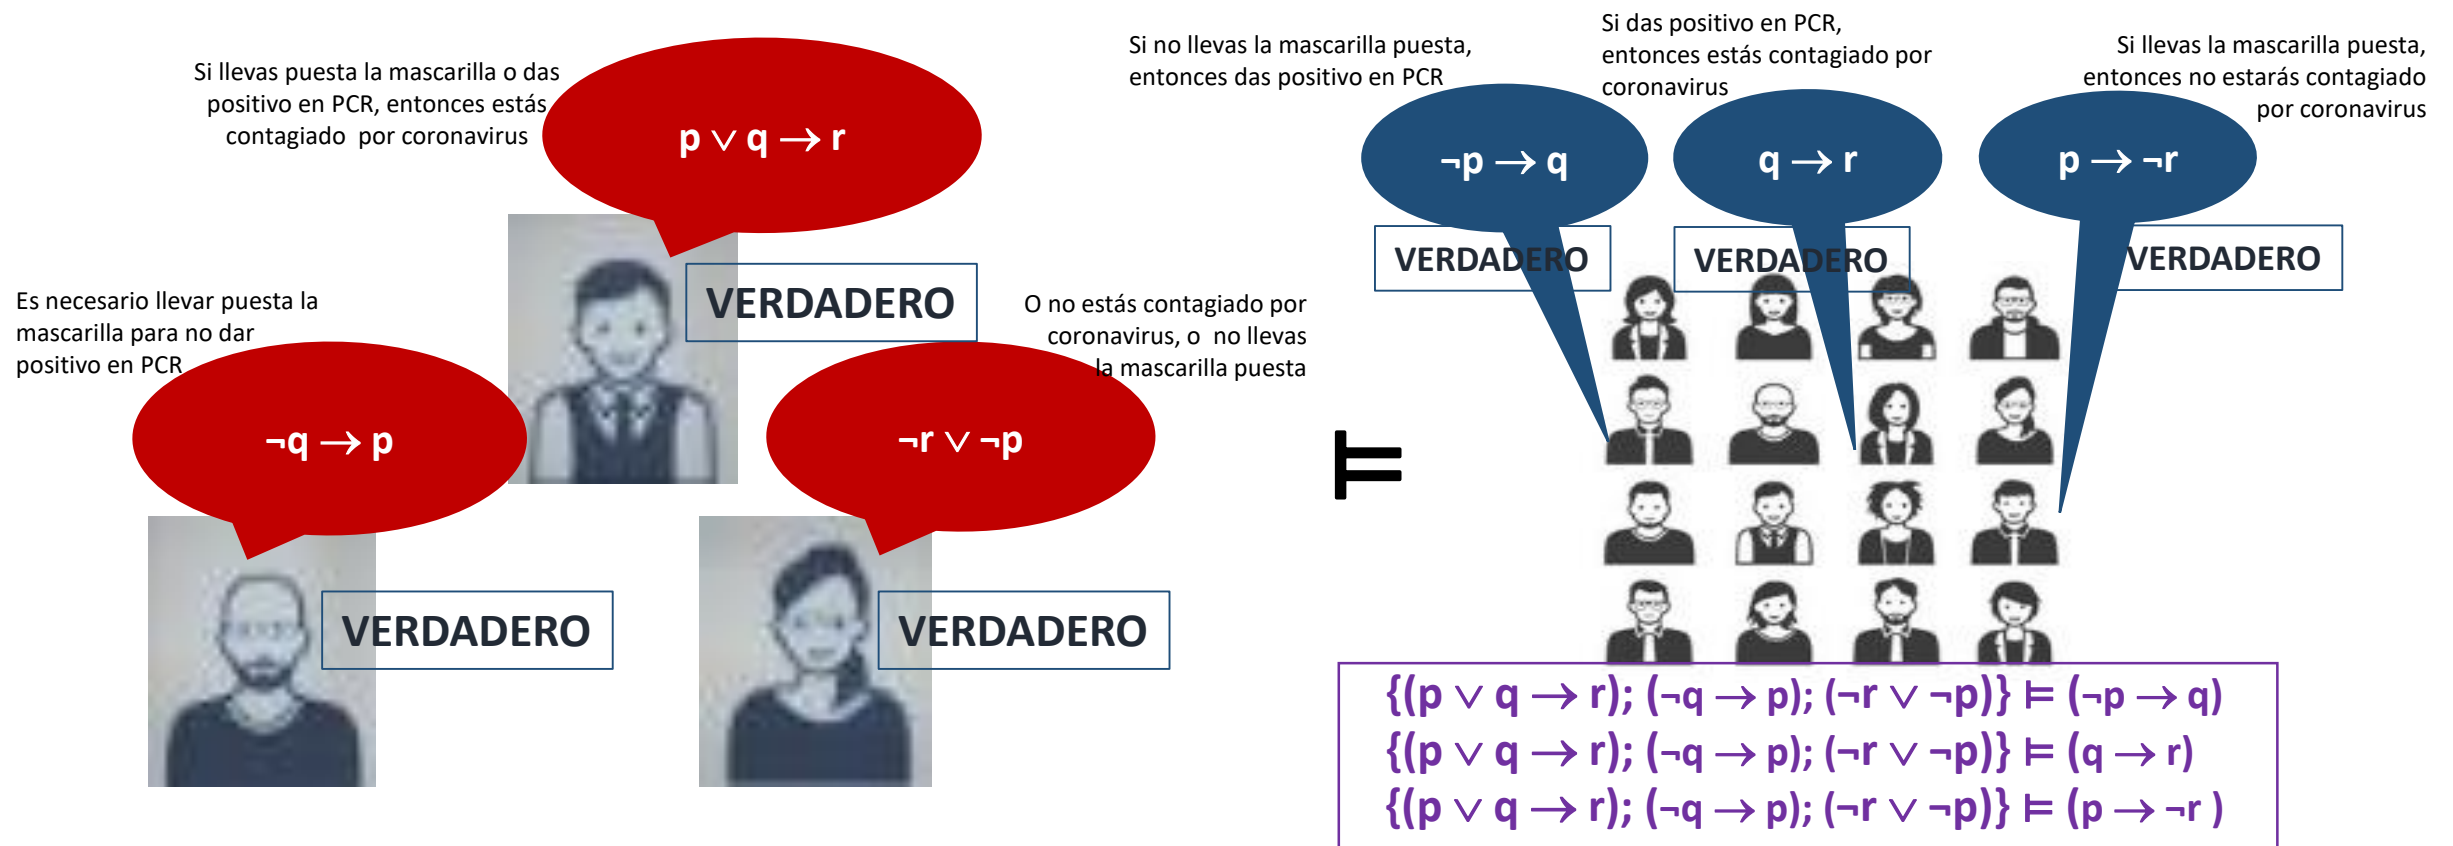 Si llevas puesta la mascarilla o das
positivo en PCR, entonces estás
contagiado  por coronavirus
p ∨ q → r
VERDADERO
Es necesario llevar puesta la
mascarilla para no dar
positivo en PCR
¬q → p
VERDADERO
O no estás contagiado por
coronavirus, o  no llevas
la mascarilla puesta
¬r ∨ ¬p
VERDADERO
⊨
Si no llevas la mascarilla puesta,
entonces das positivo en PCR
¬p → q
VERDADERO
Si das positivo en PCR,
entonces estás contagiado por
coronavirus
q → r
VERDADERO
Si llevas la mascarilla puesta,
entonces no estarás contagiado
por coronavirus
p → ¬r
VERDADERO
{(p ∨ q → r); (¬q → p); (¬r ∨ ¬p)} ⊨ (¬p → q)
{(p ∨ q → r); (¬q → p); (¬r ∨ ¬p)} ⊨ (q → r)
{(p ∨ q → r); (¬q → p); (¬r ∨ ¬p)} ⊨ (p → ¬r )